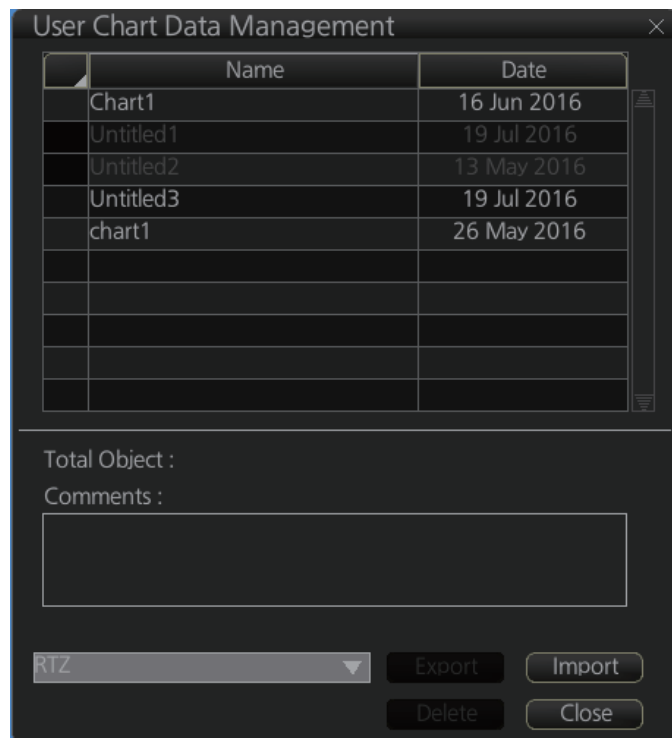 User Chart Data Management
Name Date
Chart1 16 Jun 2016
Untitled1 19 Jul 2016
Untitled2 13 May 2016
Untitled3 19 Jul 2016
chart1 26 May 2016
Total Object :
Comments :
RTZ Export Import
Delete Close